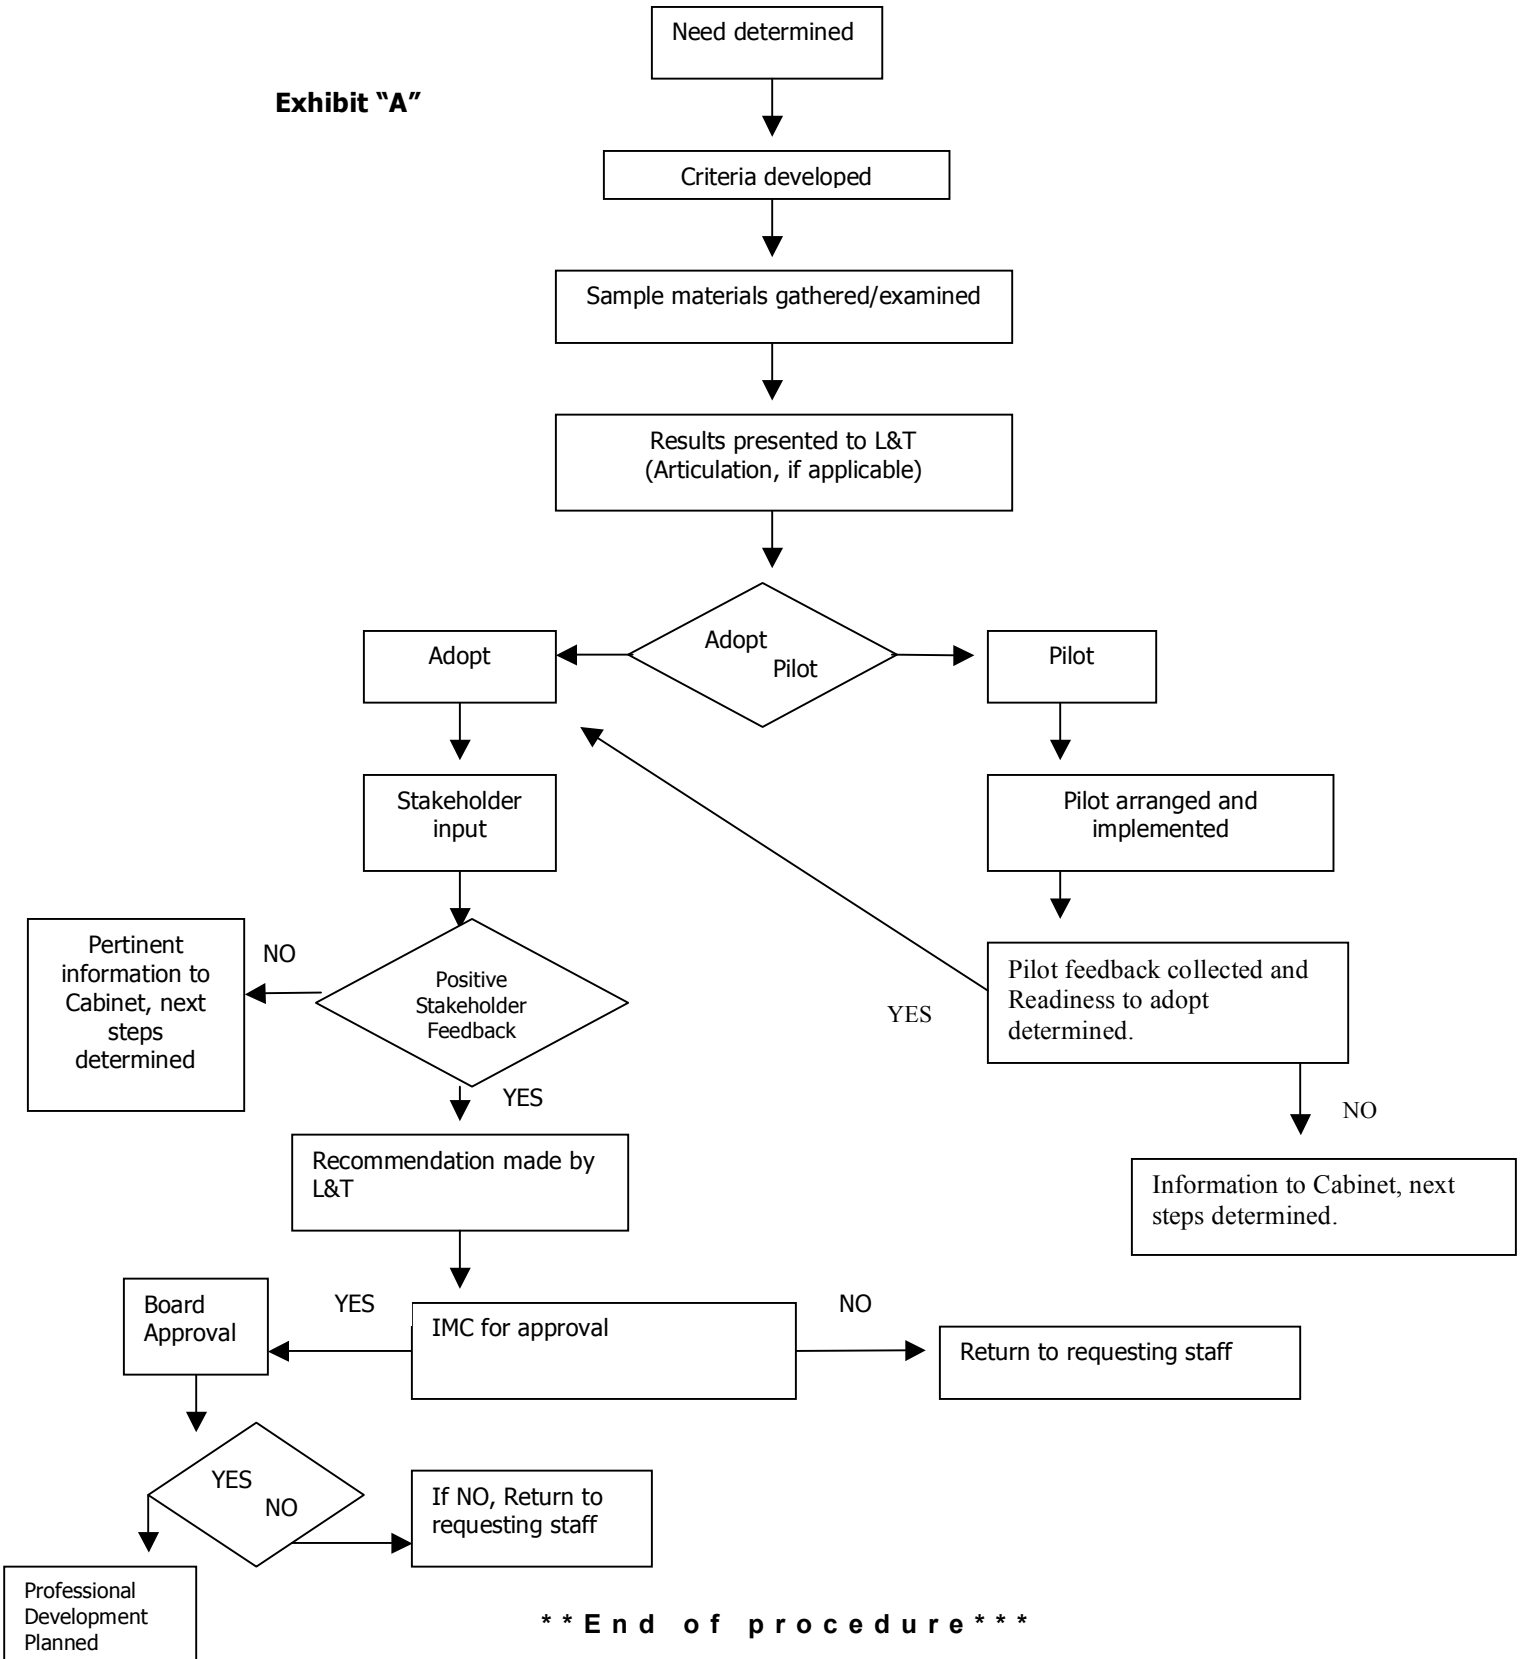 Need determined
Exhibit “A”
Criteria developed
Sample materials gathered/examined
Results presented to L&T
(Articulation, if applicable)
Adopt
Pilot
Adopt
Pilot
Stakeholder
input
Pilot arranged and
implemented
Pertinent
information to
Cabinet, next
steps
determined
NO
Positive
Stakeholder
Feedback
YES
YES
Pilot feedback collected and
Readiness to adopt
determined.
NO
Information to Cabinet, next
steps determined.
Recommendation made by
L&T
Board
Approval
YES
IMC for approval
NO
Return to requesting staff
YES
NO
If NO, Return to
requesting staff
Professional
Development
Planned
**End of procedure***